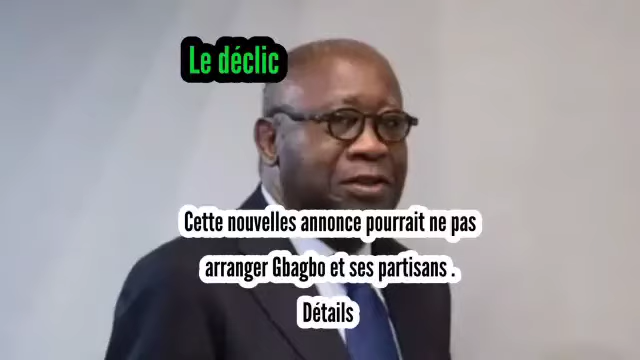 Le déclic
Cette nouvelles annonce pourrait ne pas
arranger Gbagbo et ses partisans .
Détails